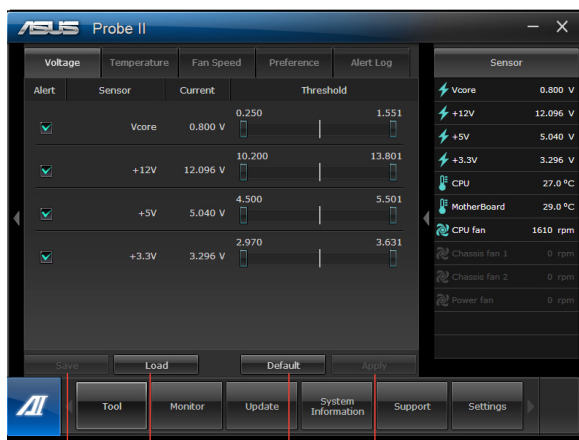 ASUS Probe II
Voltage Temperature Fan Speed Preference Alert Log
Alert Sensor Current Threshold
Vcore 0.800 V 0.250 1.551
+12V 12.096 V 10.200 13.801
+5V 5.040 V 4.500 5.501
+3.3V 3.296 V 2.970 3.631
Save Load Default Apply
Sensor
Vcore 0.800 V
+12V 12.096 V
+5V 5.040 V
+3.3V 3.296 V
CPU 27.0 ºC
MotherBoard 29.0 ºC
CPU fan 1610 rpm
Chassis fan 1 0 rpm
Chassis fan 2 0 rpm
Power fan 0 rpm
AI Tool Monitor Update System Information Support Settings